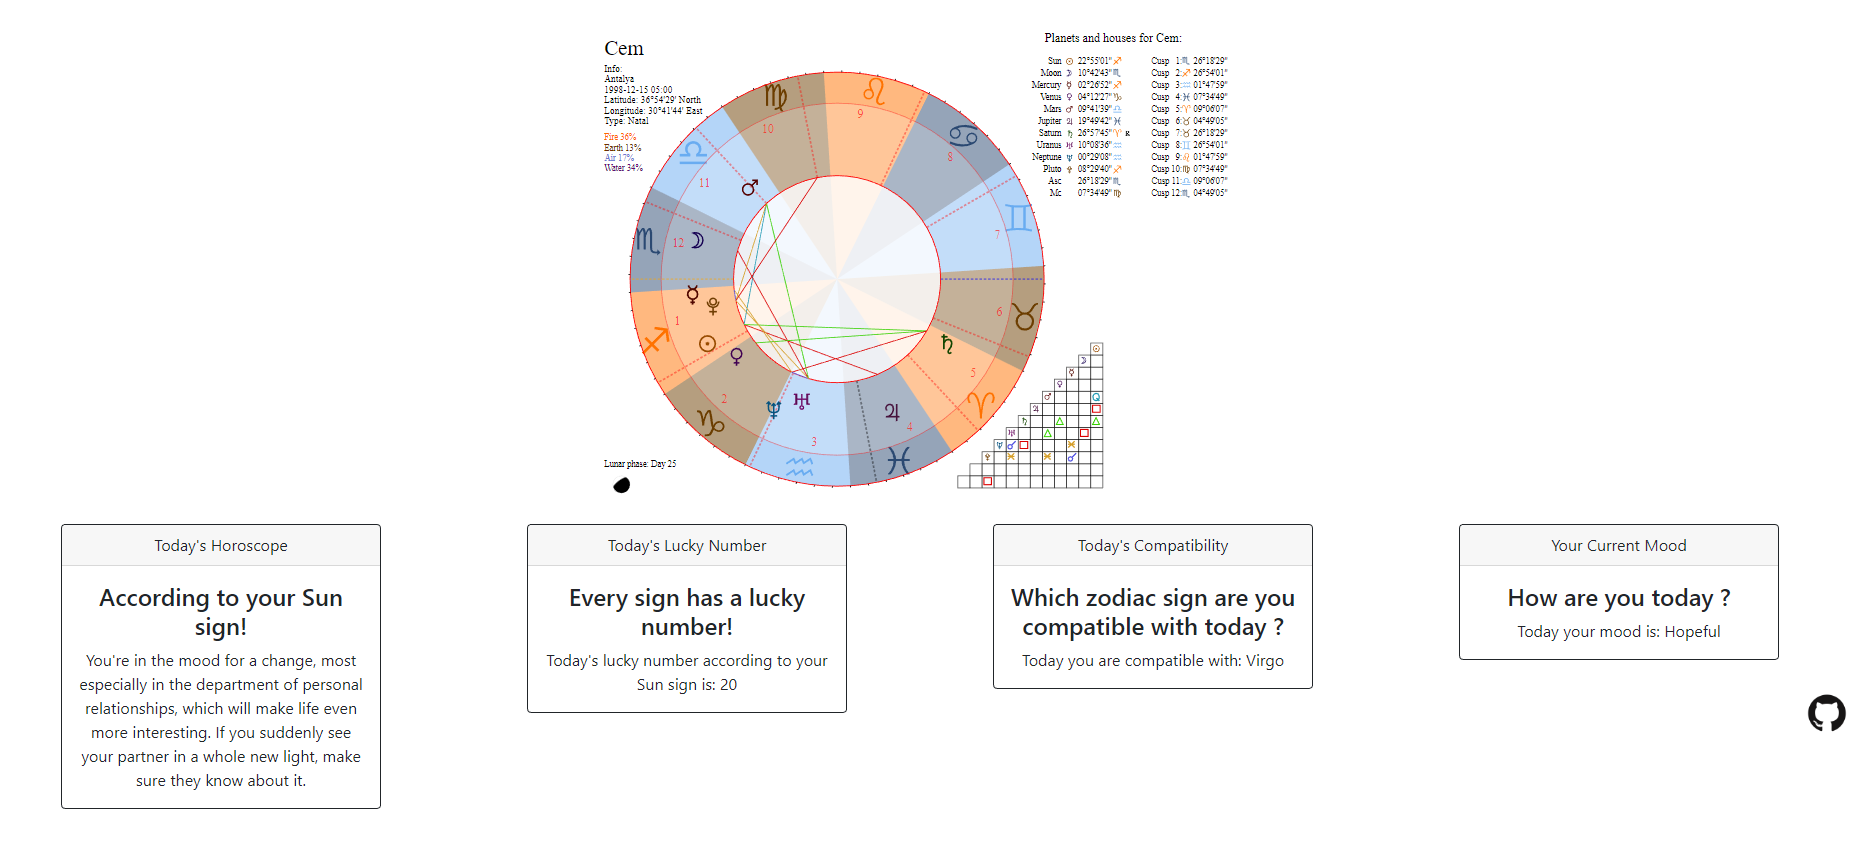 Cem
Info:
Antalya
1998-12-15 05:00
Latitude: 36°54'29' North
Longitude: 30°41'44' East
Type: Natal
Fire 36%
Earth 13%
Air 17%
Water 34%
Planets and houses for Cem:
Sun ☉ 22°55'01" ♐ Cusp 1: ♏ 26°18'29"
Moon ☽ 10°42'43" ♏ Cusp 2: ♐ 26°54'01"
Mercury ☿ 02°26'52" ♐ Cusp 3: ♒ 01°47'59"
Venus ♀ 04°12'27" ♑ Cusp 4: ♓ 07°34'49"
Mars ♂ 09°41'39" ♎ Cusp 5: ♈ 09°06'07"
Jupiter ♃ 19°49'42" ♓ Cusp 6: ♉ 04°49'05"
Saturn ♄ 26°57'45" ♈ R Cusp 7: ♉ 26°18'29"
Uranus ♅ 10°08'36" ♒ Cusp 8: ♊ 26°54'01"
Neptune ♆ 00°29'08" ♒ Cusp 9: ♌ 01°47'59"
Pluto ♇ 08°29'40" ♐ Cusp 10: ♍ 07°34'49"
Asc 26°18'29" ♏ Cusp 11: ♎ 09°06'07"
Mc 07°34'49" ♍ Cusp 12: ♏ 04°49'05"
10
9
8
11
7
12
6
1
5
2
4
3
Lunar phase: Day 25
Today's Horoscope
According to your Sun
sign!
You're in the mood for a change, most
especially in the department of personal
relationships, which will make life even
more interesting. If you suddenly see
your partner in a whole new light, make
sure they know about it.
Today's Lucky Number
Every sign has a lucky
number!
Today's lucky number according to your
Sun sign is: 20
Today's Compatibility
Which zodiac sign are you
compatible with today ?
Today you are compatible with: Virgo
Your Current Mood
How are you today ?
Today your mood is: Hopeful